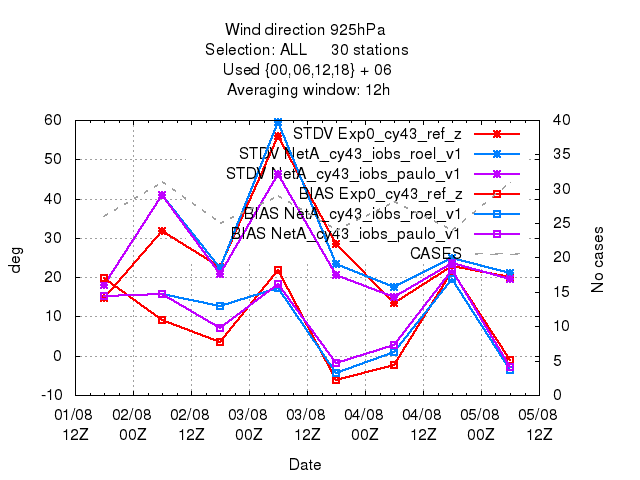 Wind direction 925hPa
Selection: ALL     30 stations
Used {00,06,12,18} + 06
Averaging window: 12h
60
50
40
30
20
10
0
-10
deg
40
35
30
25
20
15
10
5
0
No cases
STDV Exp0_cy43_ref_z
STDV NetA_cy43_iobs_roel_v1
STDV NetA_cy43_iobs_paulo_v1
BIAS Exp0_cy43_ref_z
BIAS NetA_cy43_iobs_roel_v1
BIAS NetA_cy43_iobs_paulo_v1
CASES
01/08 02/08 02/08 03/08 03/08 04/08 04/08 05/08 05/08
12Z 00Z 12Z 00Z 12Z 00Z 12Z 00Z 12Z
Date